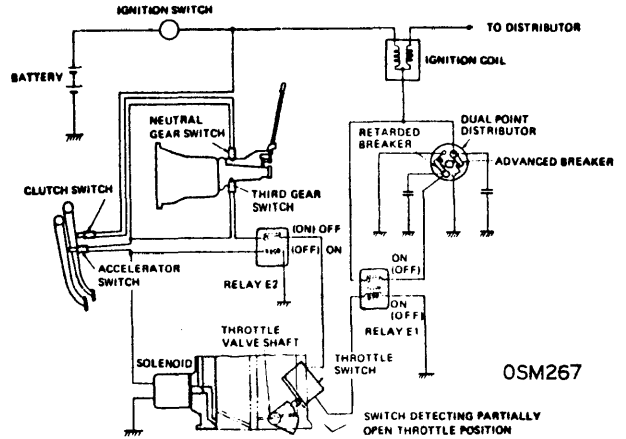 IGNITION SWITCH
TO DISTRIBUTOR
BATTERY
IGNITION COIL
NEUTRAL
GEAR SWITCH
DUAL POINT
DISTRIBUTOR
RETARDED
BREAKER
ADVANCED BREAKER
CLUTCH SWITCH
THIRD GEAR
SWITCH
(ON) OFF
(OFF) ON
ACCELERATOR
SWITCH
RELAY E2
ON
(OFF)
ON
(OFF)
RELAY E1
THROTTLE
VALVE SHAFT
SOLENOID
THROTTLE
SWITCH
OSM267
SWITCH DETECTING PARTIALLY
OPEN THROTTLE POSITION